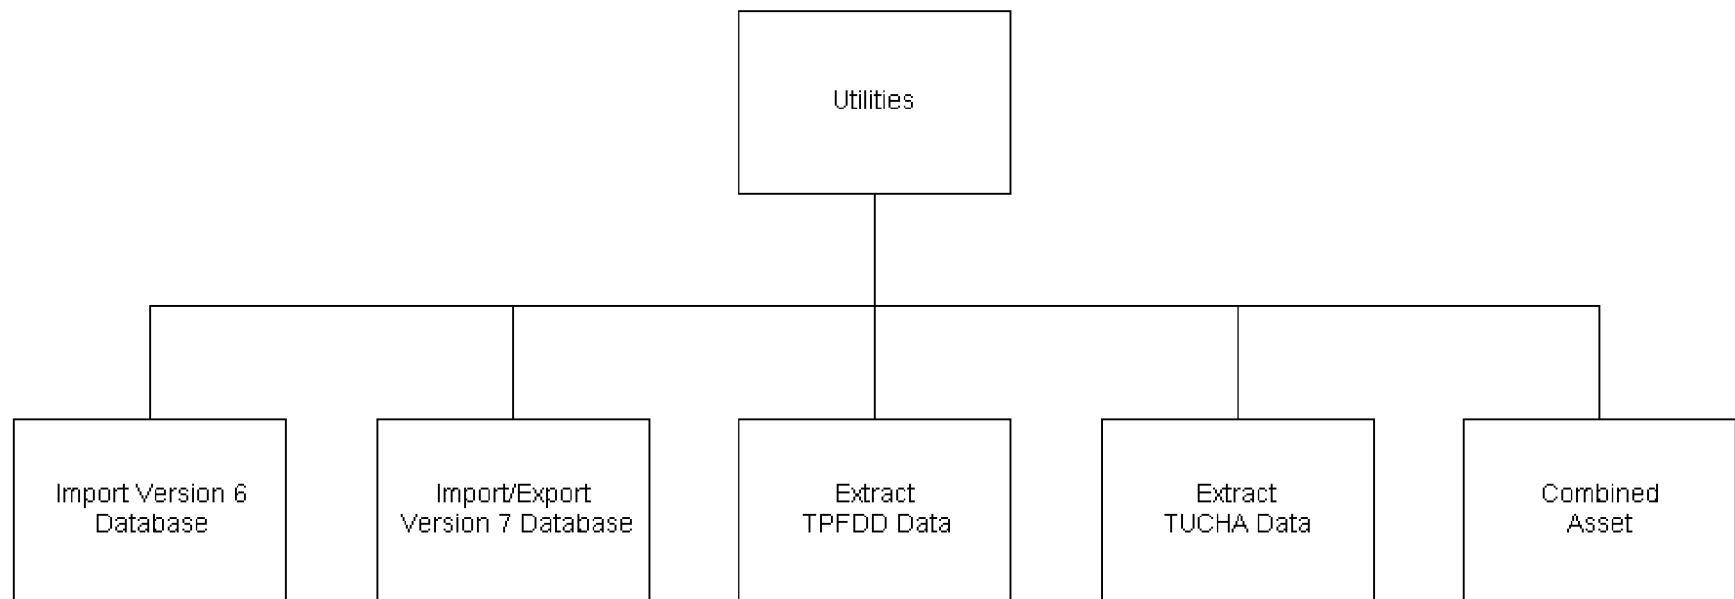 Utilities
Import Version 6
Database
Import/Export
Version 7 Database
Extract
TPFDD Data
Extract
TUCHA Data
Combined
Asset